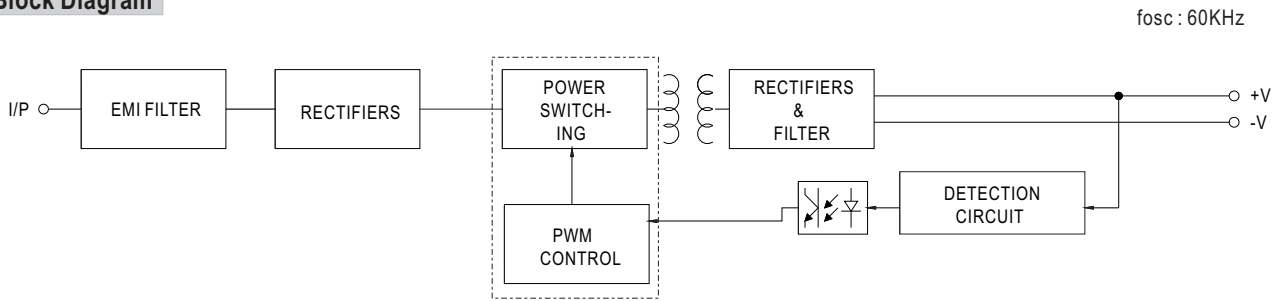 Block Diagram
fosc : 60KHz
I/P
EMI FILTER
RECTIFIERS
POWER
SWITCH-
ING
RECTIFIERS
&
FILTER
+V
-V
DETECTION
CIRCUIT
PWM
CONTROL